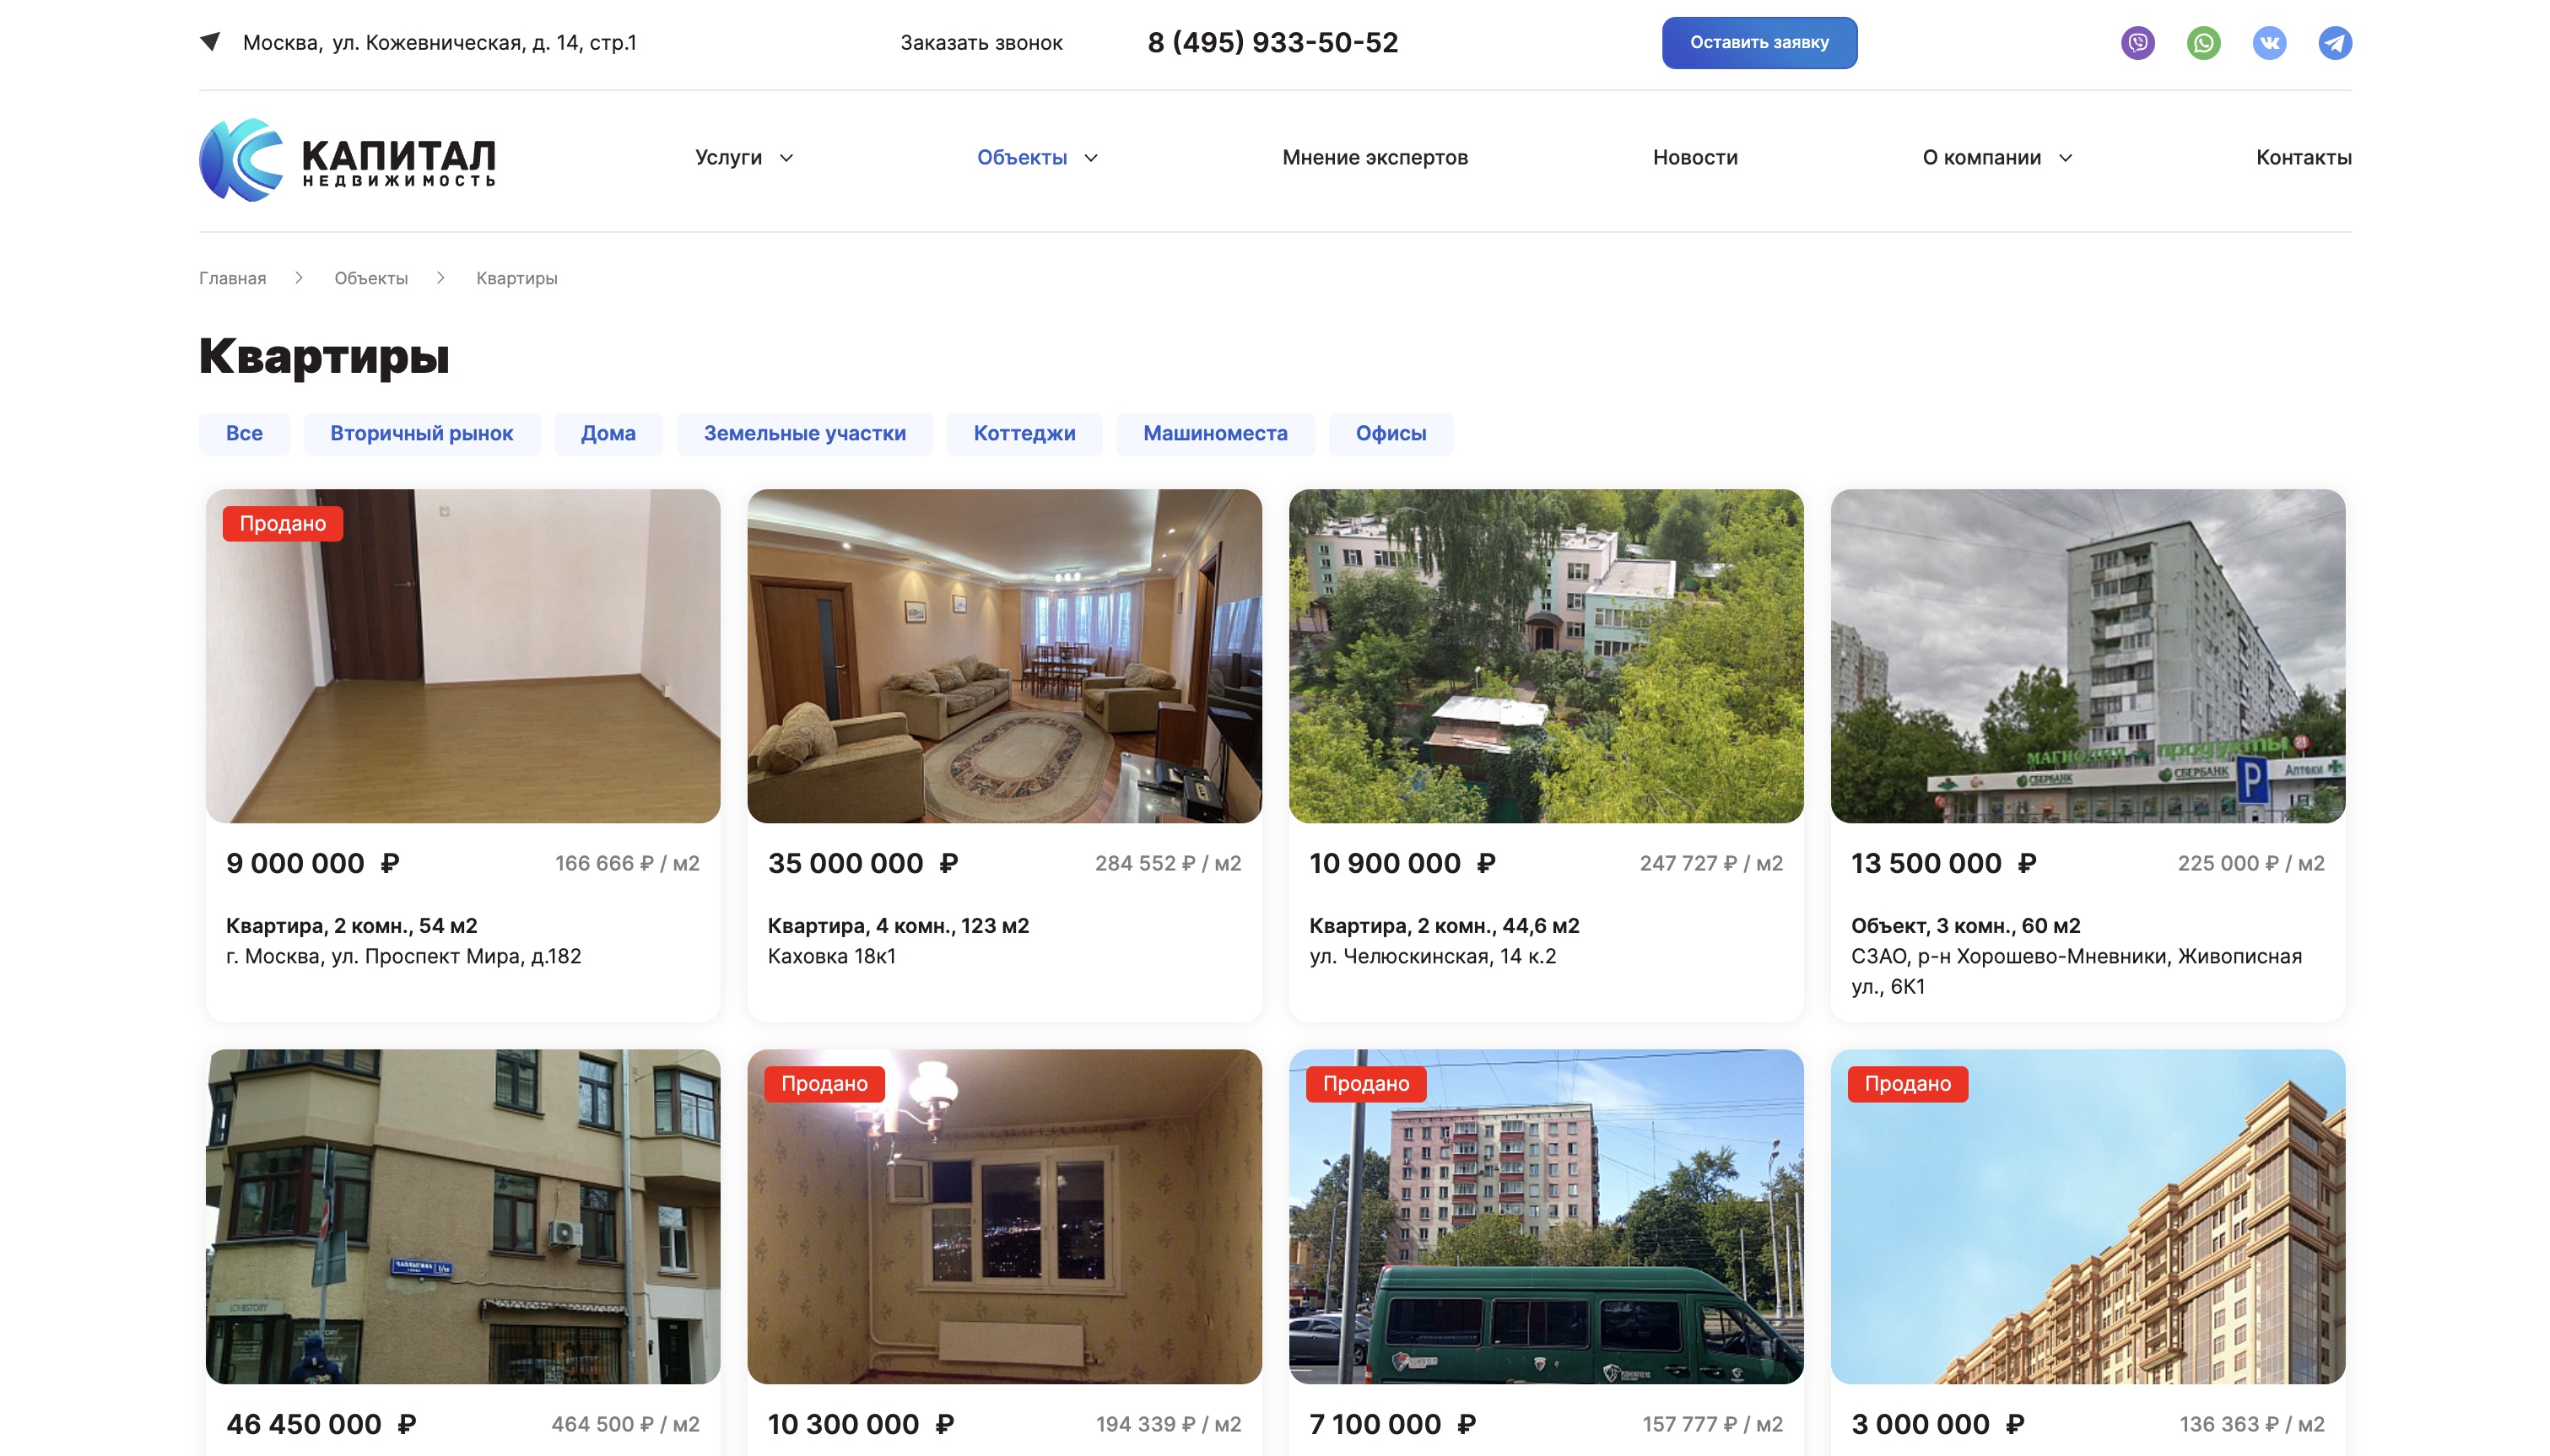 Москва, ул. Кожевническая, д. 14, стр.1
Заказать звонок
8 (495) 933-50-52
Оставить заявку
КАПИТАЛ
НЕДВИЖИМОСТЬ
Услуги
Объекты
Мнение экспертов
Новости
О компании
Контакты
Главная
Объекты
Квартиры
Квартиры
Все
Вторичный рынок
Дома
Земельные участки
Коттеджи
Машиноместа
Офисы
Продано
МАГНОЛИЯ
продукты
СБЕРБАНК
СБЕРБАНК
P
Аптеки
9 000 000 ₽
166 666 ₽ / м2
Квартира, 2 комн., 54 м2
г. Москва, ул. Проспект Мира, д.182
35 000 000 ₽
284 552 ₽ / м2
Квартира, 4 комн., 123 м2
Каховка 18к1
10 900 000 ₽
247 727 ₽ / м2
Квартира, 2 комн., 44,6 м2
ул. Челюскинская, 14 к.2
13 500 000 ₽
225 000 ₽ / м2
Объект, 3 комн., 60 м2
СЗАО, р-н Хорошево-Мневники, Живописная
ул., 6К1
ЧАПЛЫГИНА
LOVESTORY
Продано
Продано
Продано
46 450 000 ₽
464 500 ₽ / м2
10 300 000 ₽
194 339 ₽ / м2
7 100 000 ₽
157 777 ₽ / м2
3 000 000 ₽
136 363 ₽ / м2